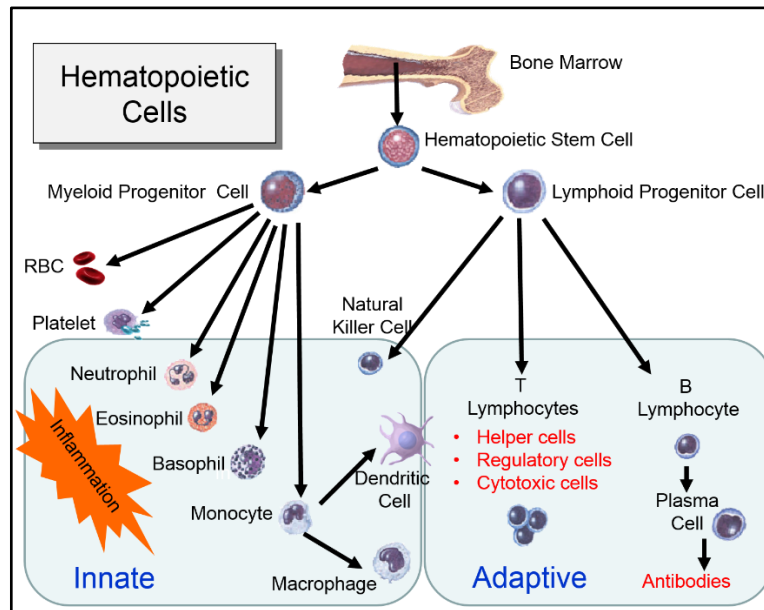 Hematopoietic
Cells
Bone Marrow
Hematopoietic Stem Cell
Myeloid Progenitor Cell
Lymphoid Progenitor Cell
RBC
Platelet
Natural
Killer Cell
Neutrophil
Eosinophil
Basophil
Monocyte
Dendritic
Cell
Macrophage
Inflammation
Innate
T
Lymphocytes
• Helper cells
• Regulatory cells
• Cytotoxic cells
B
Lymphocyte
Plasma
Cell
Antibodies
Adaptive